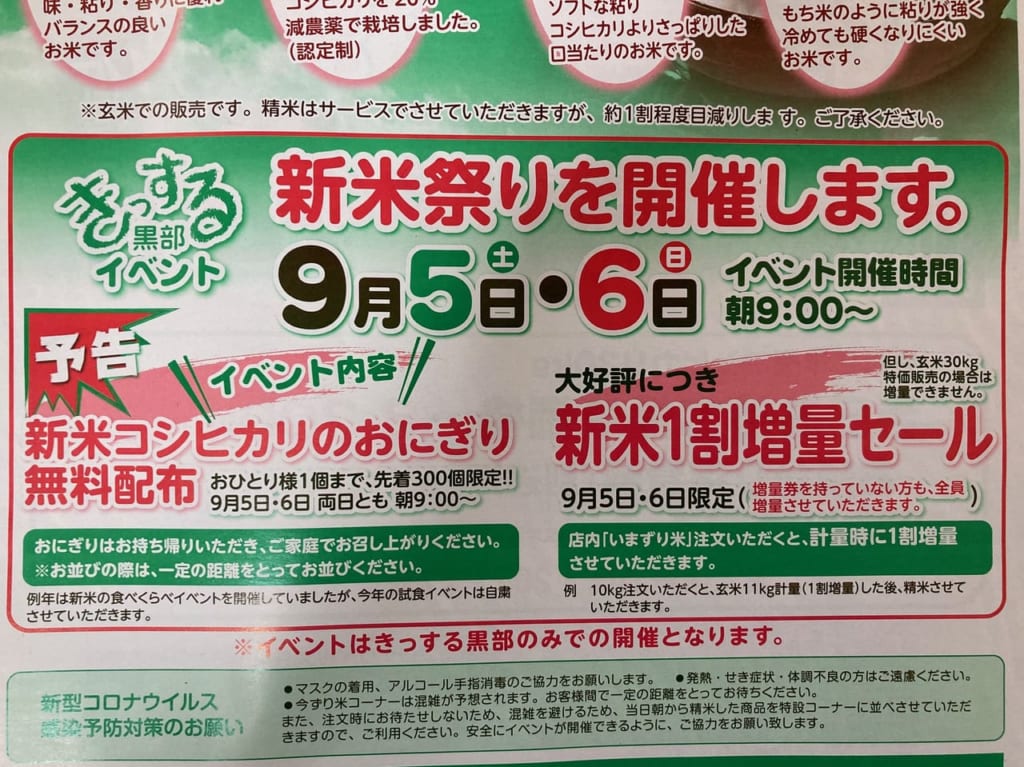 味・粘り・香りに優れ
バランスの良い
お米です。
コシヒカリを20%
減農薬で栽培しました。
(認定制)
ソフトな粘り
コシヒカリよりさっぱりした
口当たりのお米です。
もち米のように粘りが強く
冷めても硬くなりにくい
お米です。
※玄米での販売です。精米はサービスでさせていただきますが、約1割程度目減りします。ご了承ください。
きっする
黒部
イベント
新米祭りを開催します。
9月5日土・6日日
イベント開催時間
朝9:00～
予告
イベント内容
新米コシヒカリのおにぎり
無料配布
おひとり様1個まで、先着300個限定!!
9月5日・6日 両日とも 朝9:00～
おにぎりはお持ち帰りいただき、ご家庭でお召し上がりください。
※お並びの際は、一定の距離をとってお並びください。
例年は新米の食べくらべイベントを開催していましたが、今年の試食イベントは自粛
させていただきます。
大好評につき
但し、玄米30kg
特価販売の場合は
増量できません。
新米1割増量セール
9月5日・6日限定(増量券を持っていない方も、全員
増量させていただきます。)
店内「いまずり米」注文いただくと、計量時に1割増量
させていただきます。
例 10kg注文いただくと、玄米11kg計量(1割増量)した後、精米させて
いただきます。
※イベントはきっする黒部のみでの開催となります。
新型コロナウイルス
感染予防対策のお願い
●マスクの着用、アルコール手指消毒のご協力をお願いします。 ●発熱・せき症状・体調不良の方はご遠慮ください。
●今ずり米コーナーは混雑が予想されます。お客様間で一定の距離をとってお待ちください。
また、注文時にお待たせしないため、混雑を避けるため、当日朝から精米した商品を特設コーナーに並べさせていただ
きますので、ご利用ください。安全にイベントが開催できるように、ご協力をお願い致します。